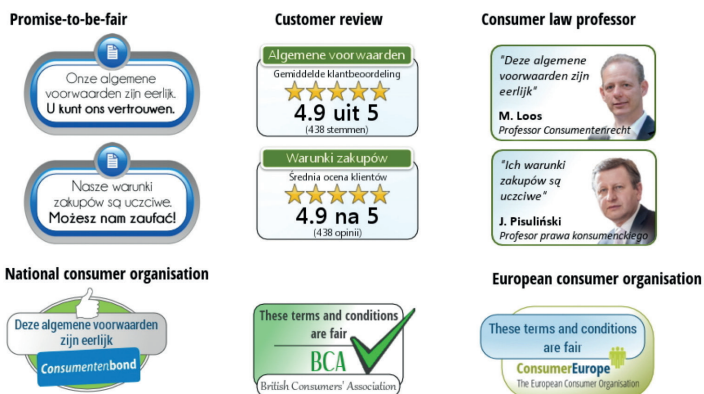 Promise-to-be-fair
Customer review
Consumer law professor
Onze algemene
voorwaarden zijn eerlijk.
U kunt ons vertrouwen.
Algemene voorwaarden
Gemiddelde klantbeoordeling
4.9 uit 5
(438 stemmen)
"Deze algemene
voorwaarden zijn
eerlijk"
M. Loos
Professor Consumentenrecht
Nasze warunki
zakupów są uczciwe.
Możesz nam zaufać!
Warunki zakupów
Średnia ocena klientów
4.9 na 5
(438 opinii)
"Ich warunki
zakupów są
uczciwe"
J. Pisuliński
Profesor prawa konsumenckiego
National consumer organisation
European consumer organisation
Deze algemene voorwaarden
zijn eerlijk
Consumentenbond
These terms and conditions
are fair
BCA
British Consumers' Association
These terms and conditions
are fair
ConsumerEurope
The European Consumer Organisation